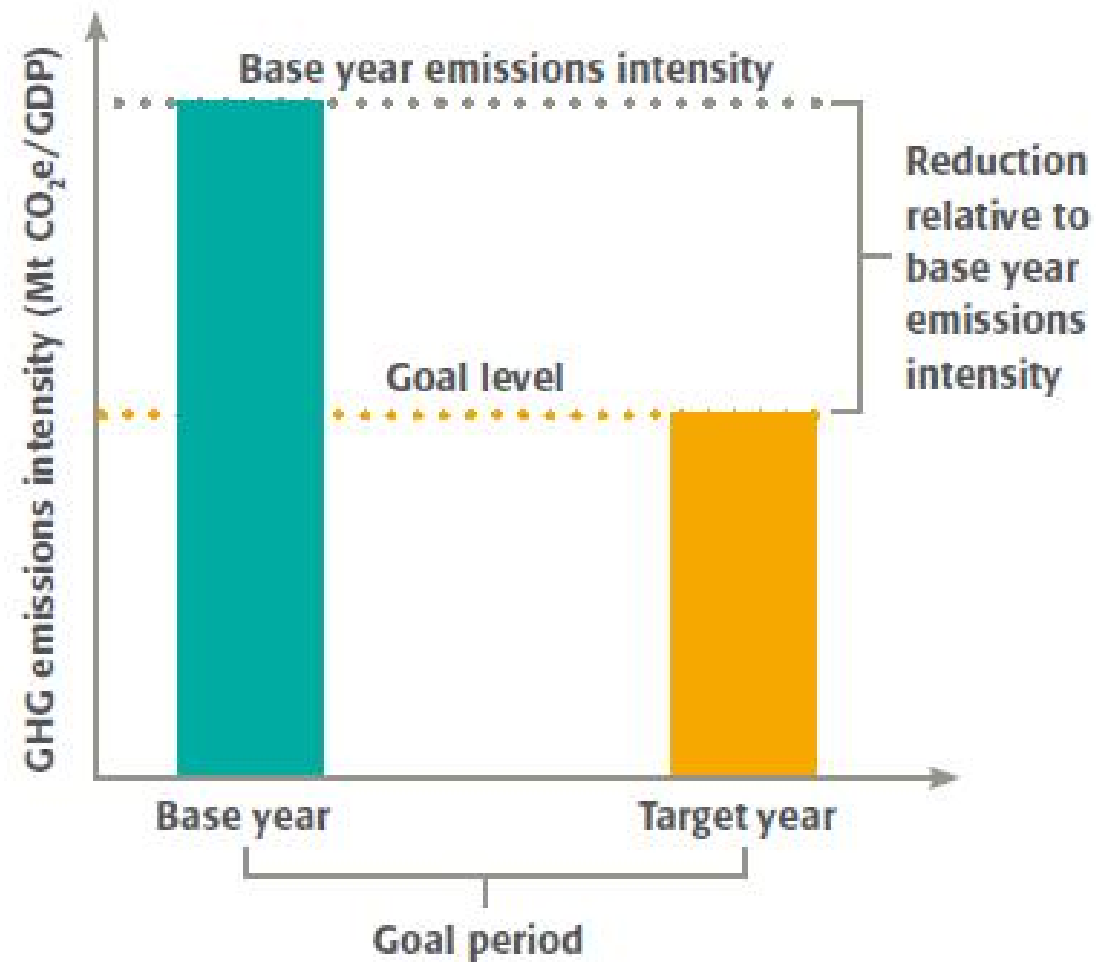 GHG emissions intensity (Mt CO₂e/GDP)
Base year emissions intensity
Reduction
relative to
base year
emissions
intensity
Goal level
Base year
Target year
Goal period